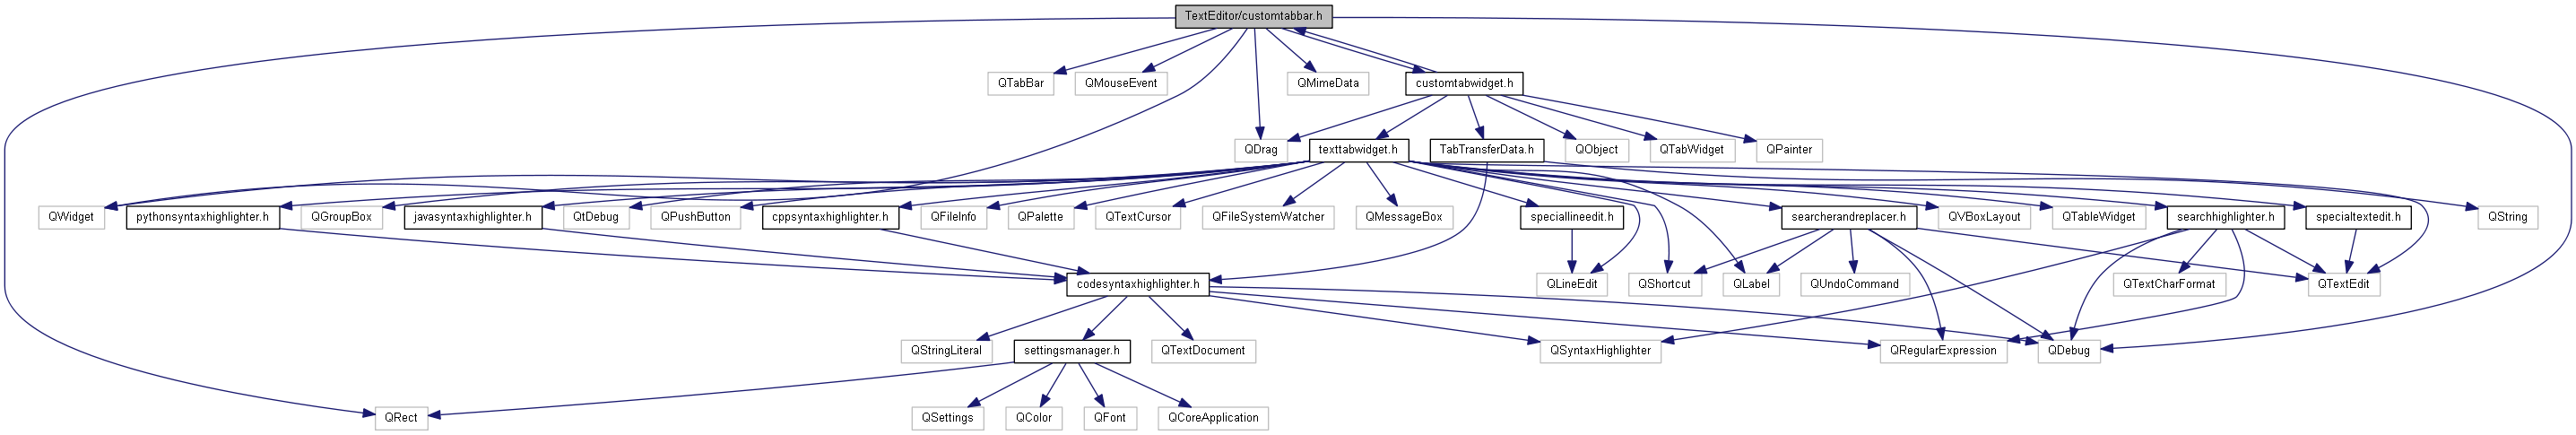 TextEditor/customtabbar.h
QTabBar
QMouseEvent
QMimeData
customtabwidget.h
QDrag
texttabwidget.h
TabTransferData.h
QObject
QTabWidget
QPainter
QWidget
pythonsyntaxhighlighter.h
QGroupBox
javasyntaxhighlighter.h
QtDebug
QPushButton
cppsyntaxhighlighter.h
QFileInfo
QPalette
QTextCursor
QFileSystemWatcher
QMessageBox
speciallineedit.h
searcherandreplacer.h
QVBoxLayout
QTableWidget
searchhighlighter.h
specialtextedit.h
QString
codesyntaxhighlighter.h
QLineEdit
QShortcut
QLabel
QUndoCommand
QTextCharFormat
QTextEdit
QStringLiteral
settingsmanager.h
QTextDocument
QSyntaxHighlighter
QRegularExpression
QDebug
QRect
QSettings
QColor
QFont
QCoreApplication